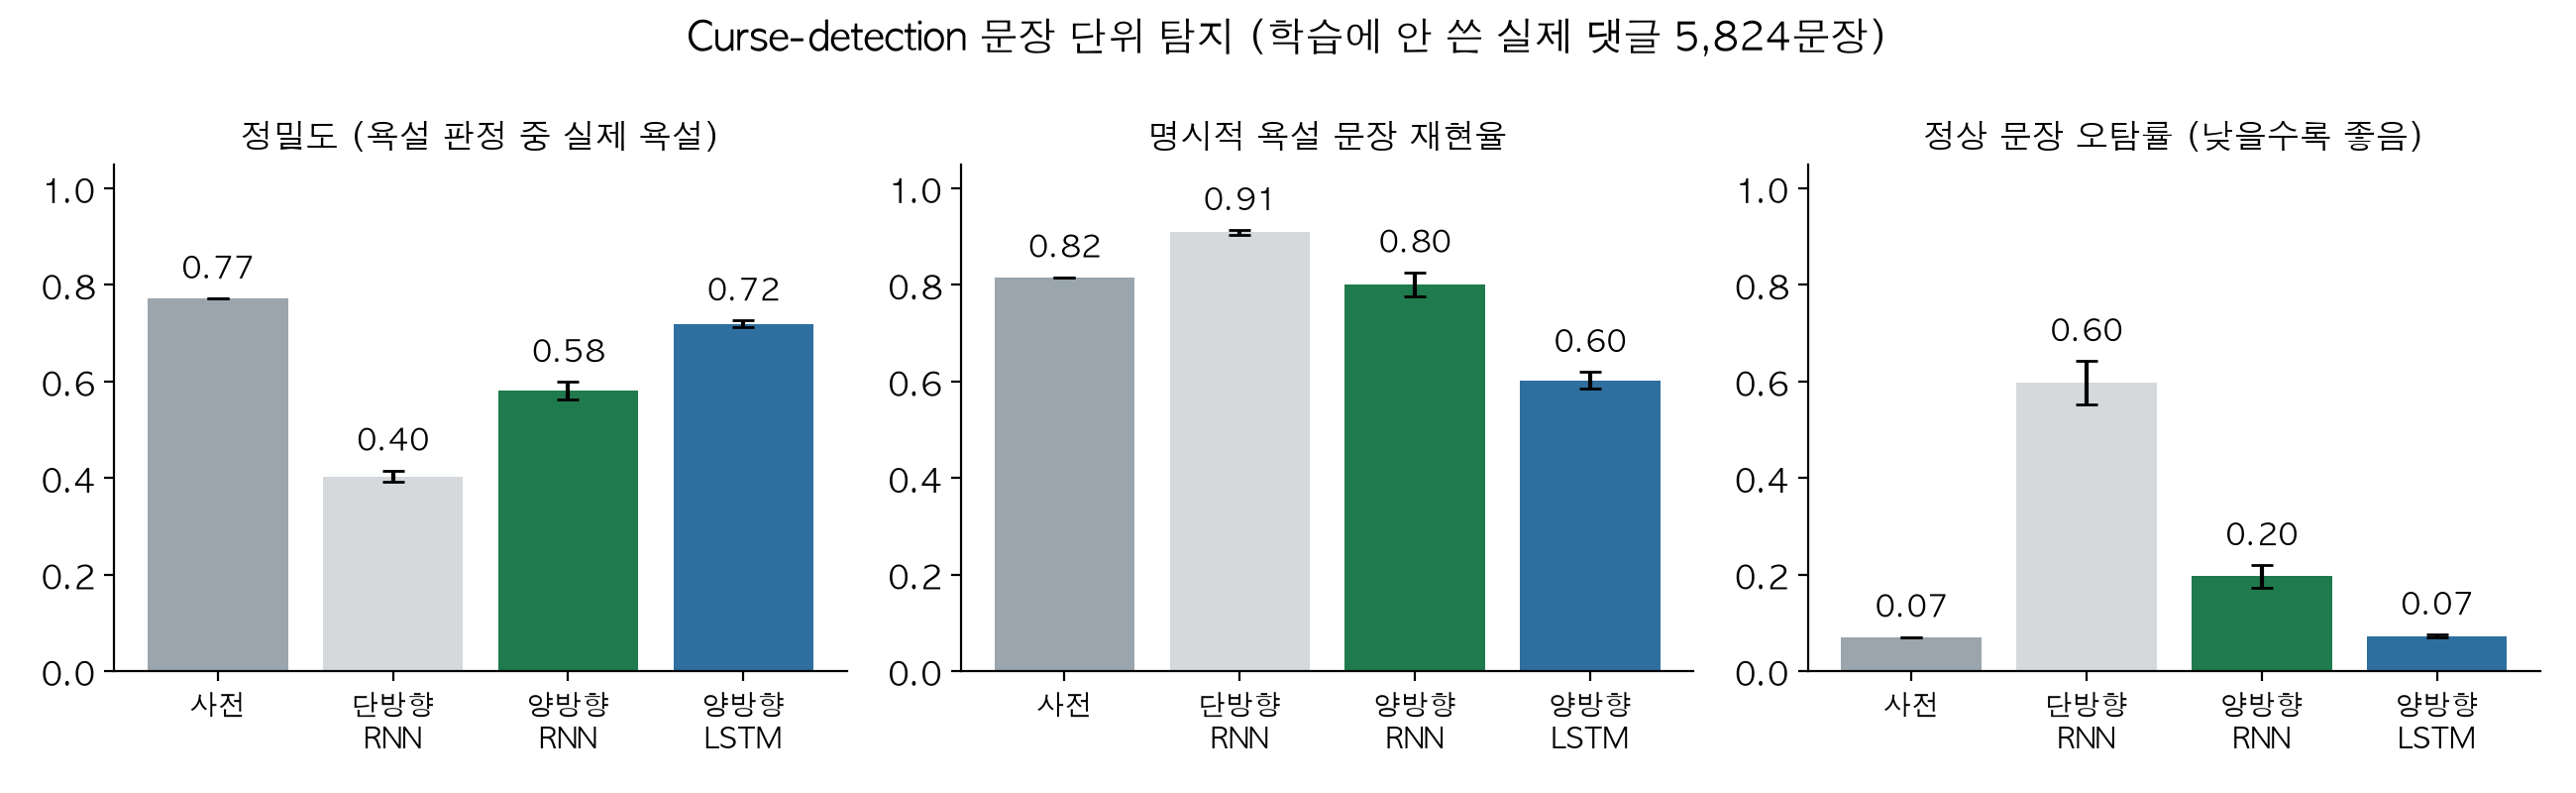 Curse-detection 문장 단위 탐지 (학습에 안 쓴 실제 댓글 5,824문장)
정밀도 (욕설 판정 중 실제 욕설)
1.0
0.8
0.6
0.4
0.2
0.0
0.77
0.40
0.58
0.72
사전
단방향
RNN
양방향
RNN
양방향
LSTM
명시적 욕설 문장 재현율
1.0
0.8
0.6
0.4
0.2
0.0
0.82
0.91
0.80
0.60
사전
단방향
RNN
양방향
RNN
양방향
LSTM
정상 문장 오탐률 (낮을수록 좋음)
1.0
0.8
0.6
0.4
0.2
0.0
0.07
0.60
0.20
0.07
사전
단방향
RNN
양방향
RNN
양방향
LSTM